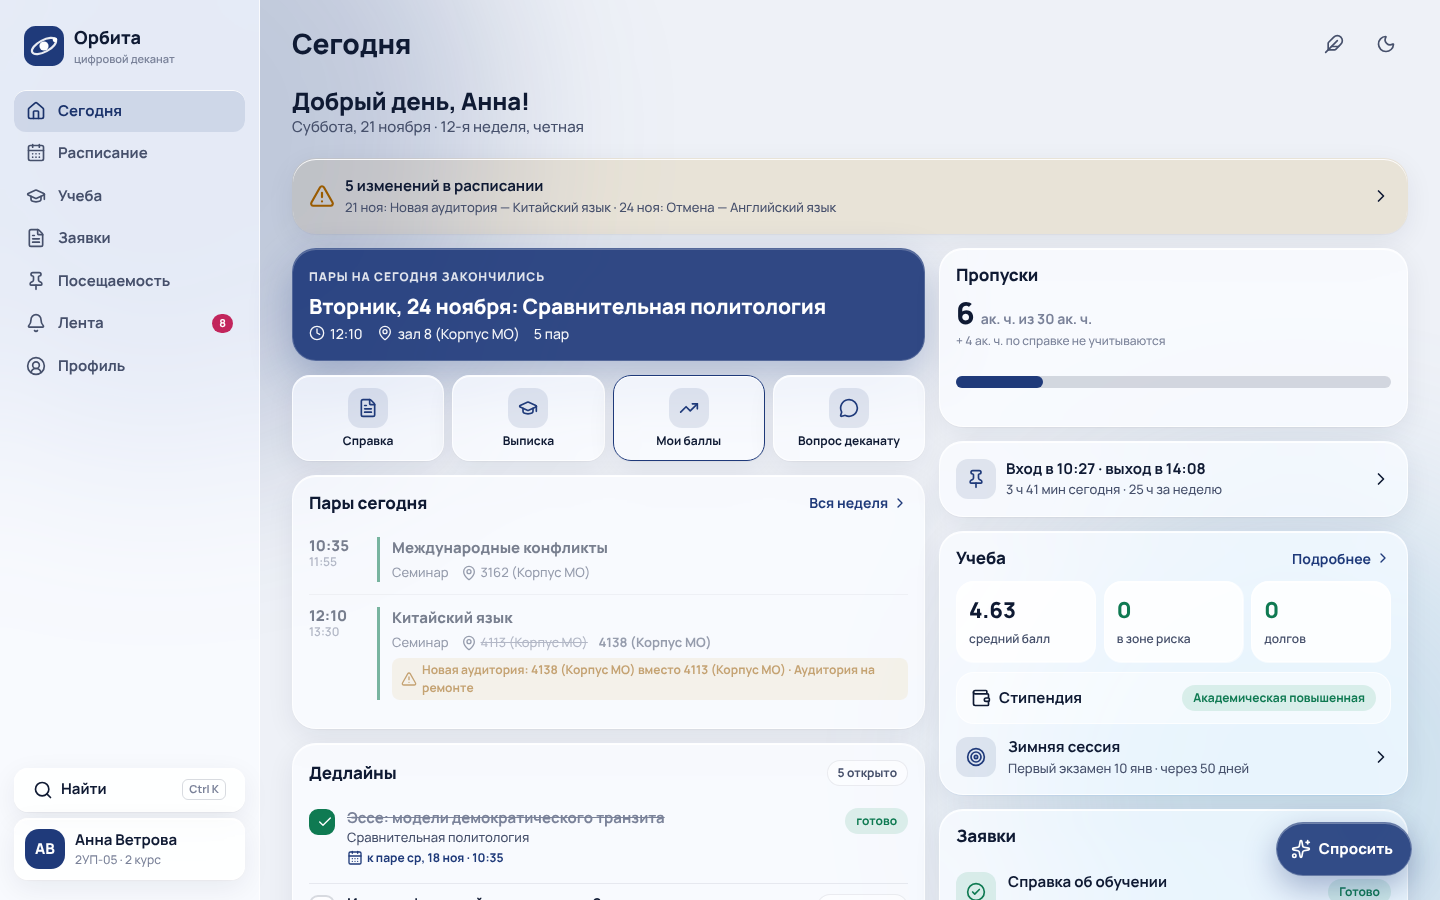 Орбита
цифровой деканат
Сегодня
Расписание
Учеба
Заявки
Посещаемость
Лента
8
Профиль
Найти
Ctrl K
АВ
Анна Ветрова
2УП-05 · 2 курс
Сегодня
Добрый день, Анна!
Суббота, 21 ноября · 12-я неделя, четная
5 изменений в расписании
21 ноя: Новая аудитория — Китайский язык · 24 ноя: Отмена — Английский язык
ПАРЫ НА СЕГОДНЯ ЗАКОНЧИЛИСЬ
Вторник, 24 ноября: Сравнительная политология
12:10 зал 8 (Корпус МО) 5 пар
Справка
Выписка
Мои баллы
Вопрос деканату
Пары сегодня
Вся неделя
10:35
11:55
Международные конфликты
Семинар 3162 (Корпус МО)
12:10
13:30
Китайский язык
Семинар 4113 (Корпус МО) 4138 (Корпус МО)
Новая аудитория: 4138 (Корпус МО) вместо 4113 (Корпус МО) · Аудитория на
ремонте
Дедлайны
5 открыто
Эссе: модели демократического транзита
готово
Сравнительная политология
к паре ср, 18 ноя · 10:35
Пропуски
6 ак. ч. из 30 ак. ч.
+ 4 ак. ч. по справке не учитываются
Вход в 10:27 · выход в 14:08
3 ч 41 мин сегодня · 25 ч за неделю
Учеба
Подробнее
4.63
средний балл
0
в зоне риска
0
долгов
Стипендия
Академическая повышенная
Зимняя сессия
Первый экзамен 10 янв · через 50 дней
Заявки
Спросить
Справка об обучении
Готово